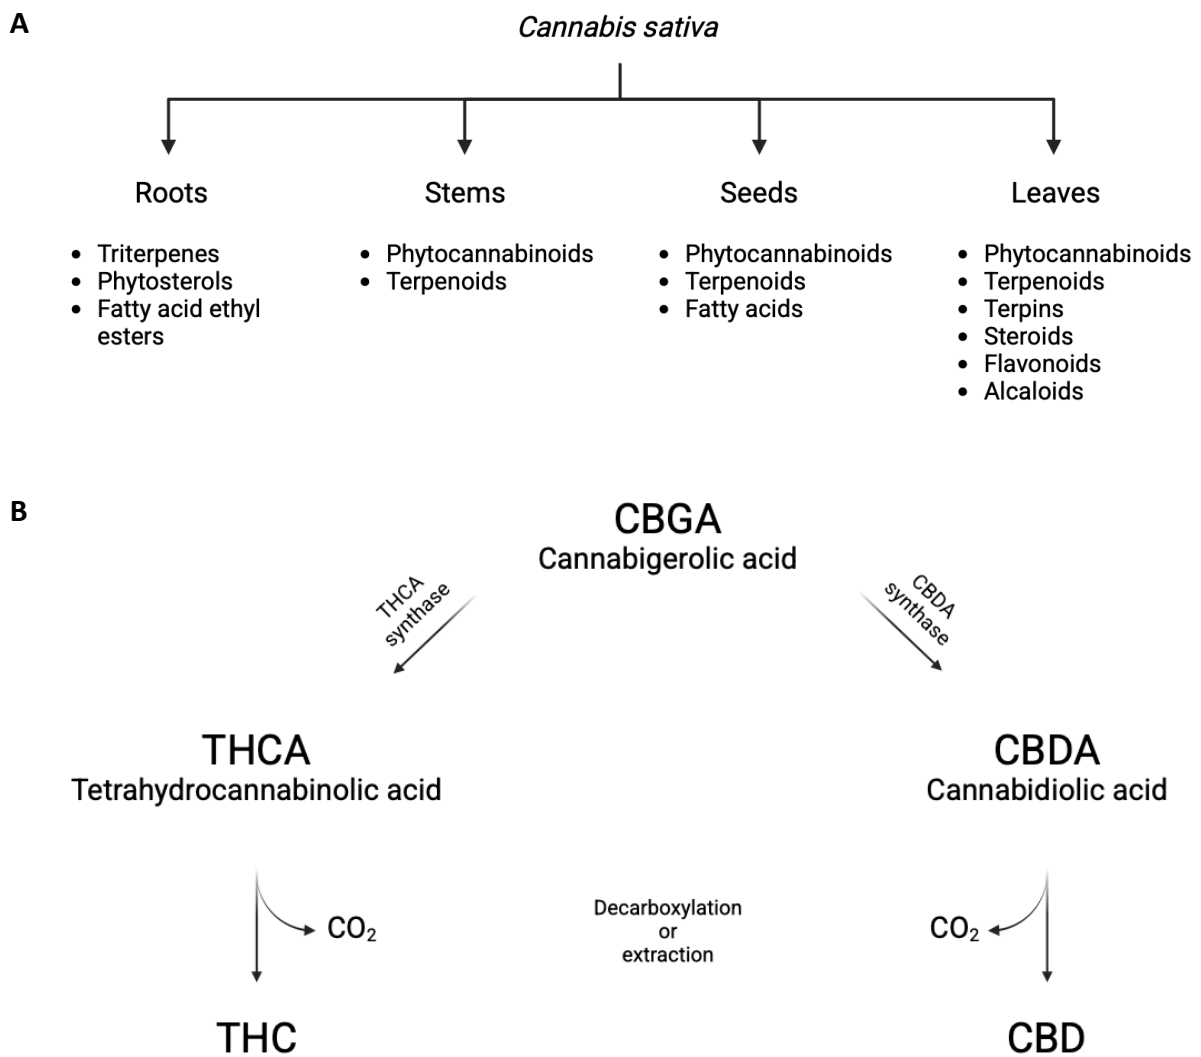 A
Cannabis sativa
Roots
Stems
Seeds
Leaves
• Triterpenes
• Phytosterols
• Fatty acid ethyl
esters
• Phytocannabinoids
• Terpenoids
• Phytocannabinoids
• Terpenoids
• Fatty acids
• Phytocannabinoids
• Terpenoids
• Terpins
• Steroids
• Flavonoids
• Alcaloids
B
CBGA
Cannabigerolic acid
THCA
synthase
CBDA
synthase
THCA
Tetrahydrocannabinolic acid
CBDA
Cannabidiolic acid
CO₂
Decarboxylation
or
extraction
CO₂
THC
CBD